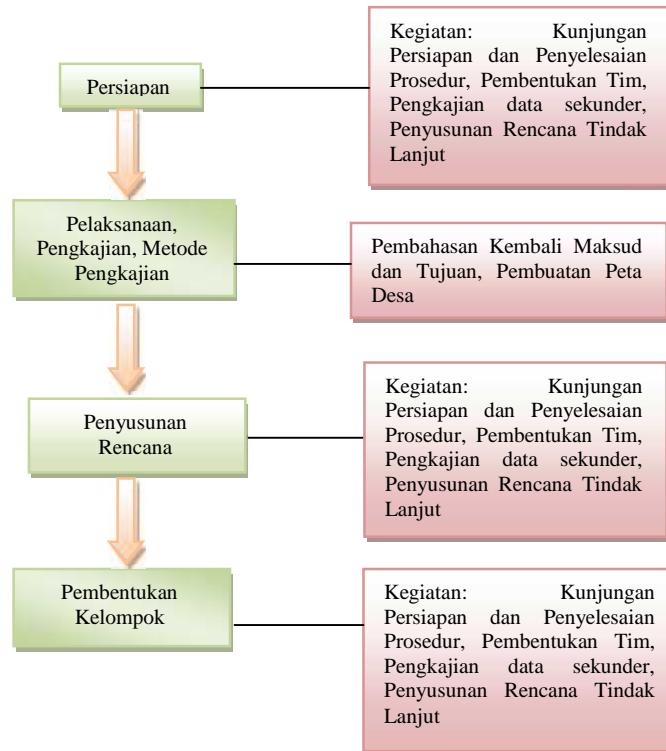 Persiapan
Kegiatan: Kunjungan
Persiapan dan Penyelesaian
Prosedur, Pembentukan Tim,
Pengkajian data sekunder,
Penyusunan Rencana Tindak
Lanjut
Pelaksanaan,
Pengkajian, Metode
Pengkajian
Pembahasan Kembali Maksud
dan Tujuan, Pembuatan Peta
Desa
Penyusunan
Rencana
Kegiatan: Kunjungan
Persiapan dan Penyelesaian
Prosedur, Pembentukan Tim,
Pengkajian data sekunder,
Penyusunan Rencana Tindak
Lanjut
Pembentukan
Kelompok
Kegiatan: Kunjungan
Persiapan dan Penyelesaian
Prosedur, Pembentukan Tim,
Pengkajian data sekunder,
Penyusunan Rencana Tindak
Lanjut